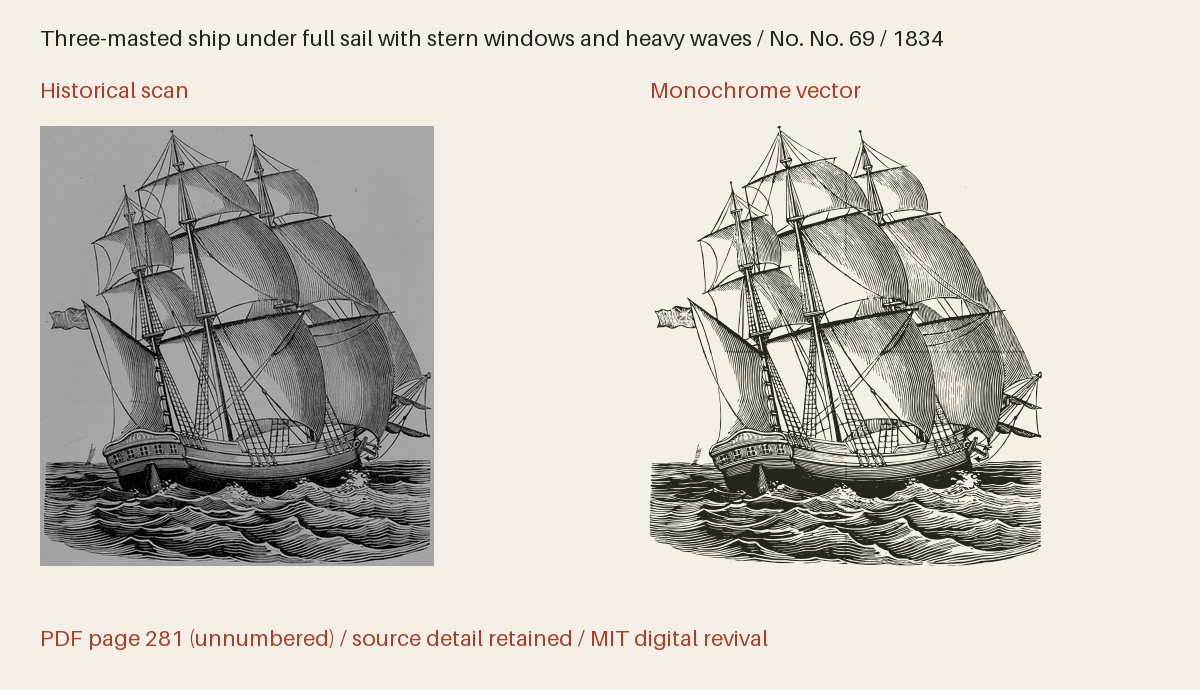 Three-masted ship under full sail with stern windows and heavy waves / No. No. 69 / 1834
Historical scan
Monochrome vector
PDF page 281 (unnumbered) / source detail retained / MIT digital revival